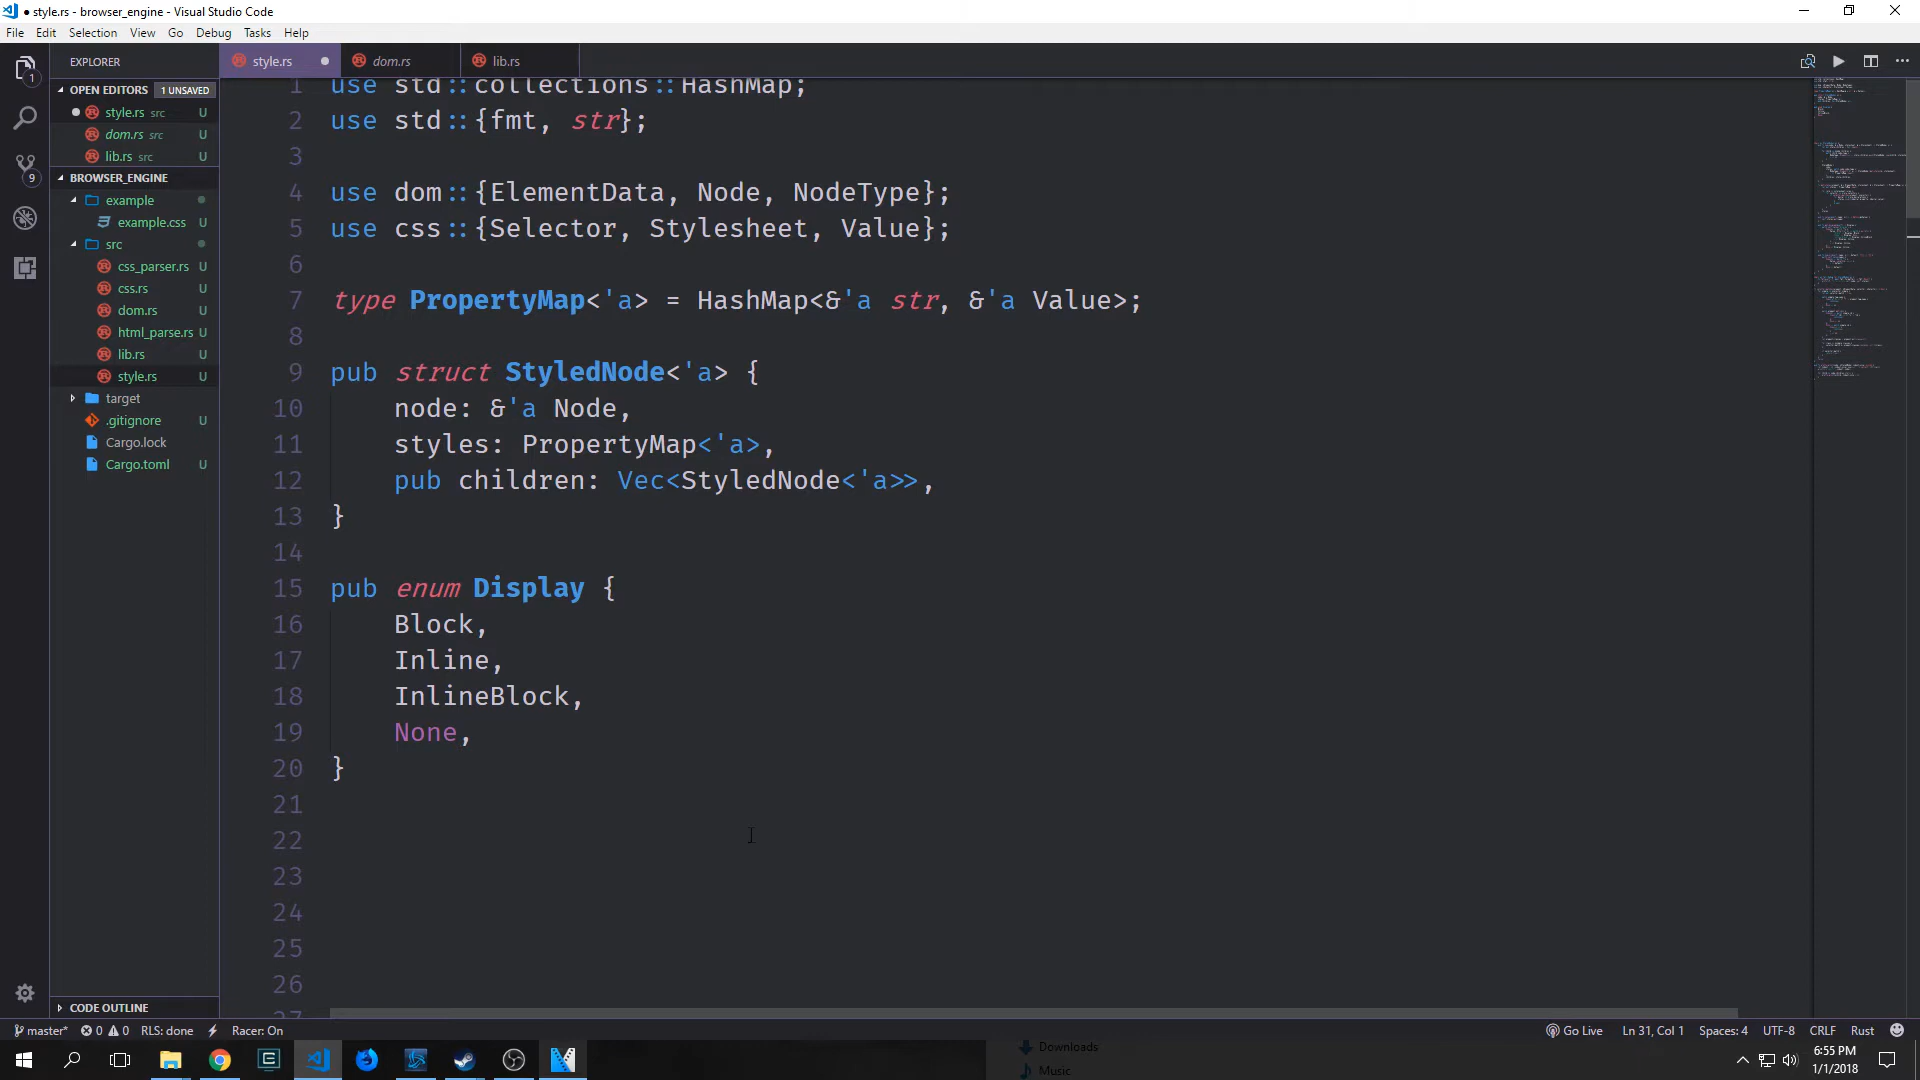 ● style.rs - browser_engine - Visual Studio Code
File Edit Selection View Go Debug Tasks Help
EXPLORER
style.rs
dom.rs
lib.rs
OPEN EDITORS 1 UNSAVED
style.rs src U
dom.rs src U
lib.rs src U
BROWSER_ENGINE
example
example.css U
src
css_parser.rs U
css.rs U
dom.rs U
html_parse.rs U
lib.rs U
style.rs U
target
.gitignore U
Cargo.lock
Cargo.toml U
CODE OUTLINE
1
9
1 use std::collections::HashMap;
2 use std::{fmt, str};
3
4 use dom::{ElementData, Node, NodeType};
5 use css::{Selector, Stylesheet, Value};
6
7 type PropertyMap<'a> = HashMap<&'a str, &'a Value>;
8
9 pub struct StyledNode<'a> {
10 node: &'a Node,
11 styles: PropertyMap<'a>,
12 pub children: Vec<StyledNode<'a>>,
13 }
14
15 pub enum Display {
16 Block,
17 Inline,
18 InlineBlock,
19 None,
20 }
21
22
23
24
25
26
27
master* 0 0 RLS: done Racer: On
Go Live Ln 31, Col 1 Spaces: 4 UTF-8 CRLF Rust
Downloads
Music
6:55 PM
1/1/2018